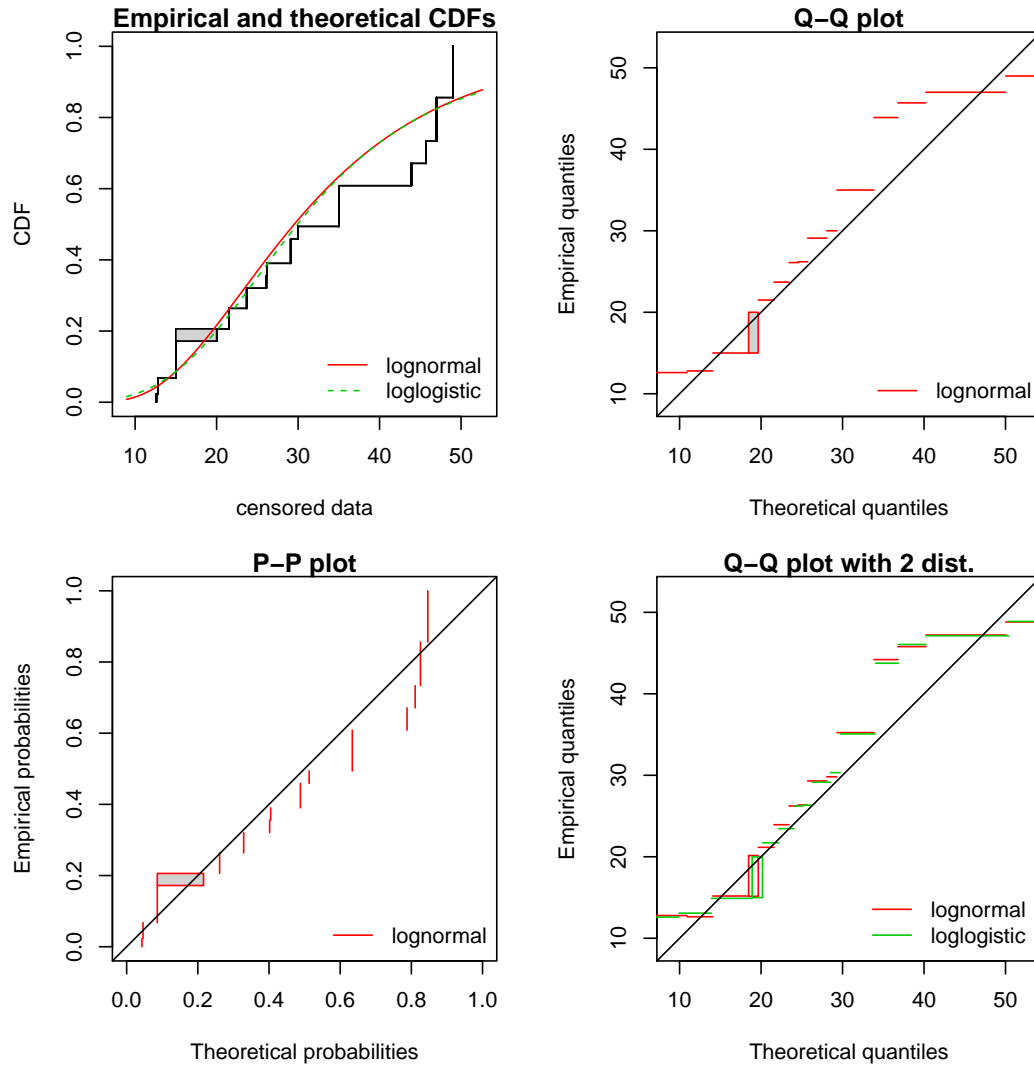 Empirical and theoretical CDFs
CDF
0.0 0.2 0.4 0.6 0.8 1.0
lognormal
loglogistic
10 20 30 40 50
censored data
Q−Q plot
Empirical quantiles
10 20 30 40 50
lognormal
10 20 30 40 50
Theoretical quantiles
P−P plot
Empirical probabilities
0.0 0.2 0.4 0.6 0.8 1.0
lognormal
0.0 0.2 0.4 0.6 0.8 1.0
Theoretical probabilities
Q−Q plot with 2 dist.
Empirical quantiles
10 20 30 40 50
lognormal
loglogistic
10 20 30 40 50
Theoretical quantiles